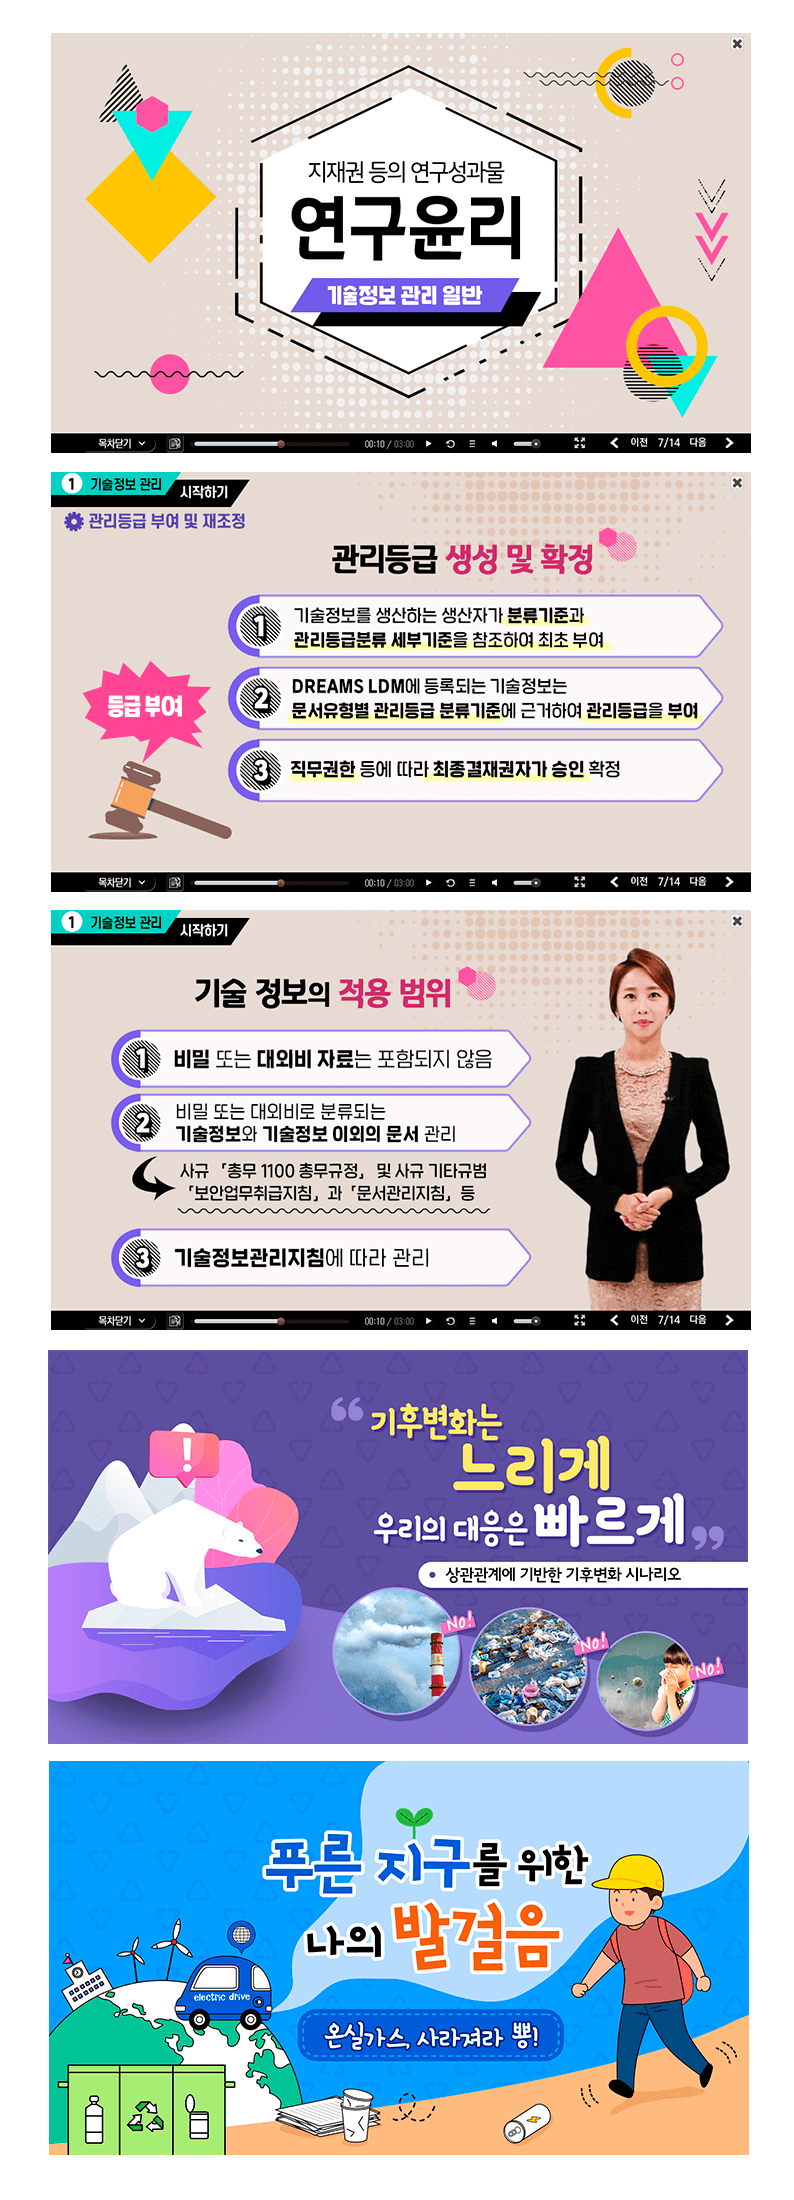 지재권 등의 연구성과물
연구윤리
기술정보 관리 일반
목차닫기
00:10 / 03:00
이전 7/14 다음
1 기술정보 관리
시작하기
관리등급 부여 및 재조정
관리등급 생성 및 확정
등급 부여
1 기술정보를 생산하는 생산자가 분류기준과
관리등급분류 세부기준을 참조하여 최초 부여
2 DREAMS LDM에 등록되는 기술정보는
문서유형별 관리등급 분류기준에 근거하여 관리등급을 부여
3 직무권한 등에 따라 최종결재권자가 승인 확정
목차닫기
00:10 / 03:00
이전 7/14 다음
1 기술정보 관리
시작하기
기술 정보의 적용 범위
1 비밀 또는 대외비 자료는 포함되지 않음
2 비밀 또는 대외비로 분류되는
기술정보와 기술정보 이외의 문서 관리
사규 「총무 1100 총무규정」 및 사규 기타규범
「보안업무취급지침」과 「문서관리지침」 등
3 기술정보관리지침에 따라 관리
목차닫기
00:10 / 03:00
이전 7/14 다음
“기후변화는
느리게
우리의 대응은 빠르게”
• 상관관계에 기반한 기후변화 시나리오
No!
No!
No!
푸른 지구를 위한
나의 발걸음
electric drive
온실가스, 사라져라 뿅!